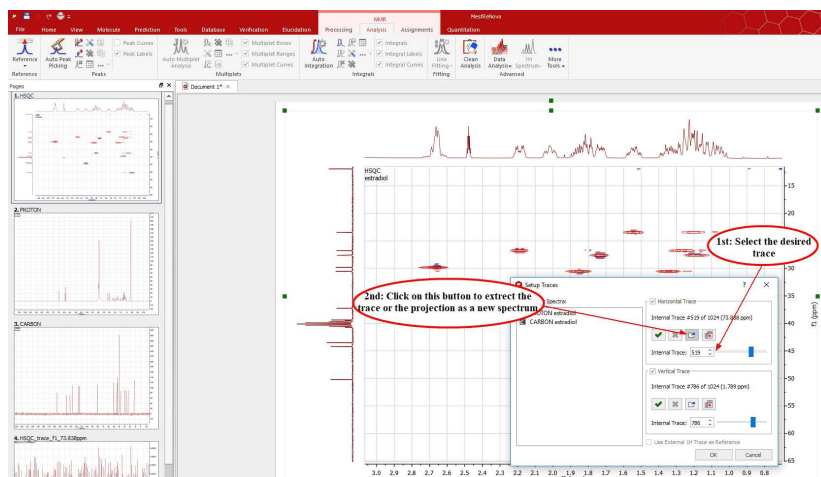 NMR
MestReNova
File Home View Molecule Prediction Tools Database Verification Elucidation Processing Analysis Assignments Quantitation
Reference
Auto Peak Picking
Peak Curves
Peak Labels
Auto Multiplet Analysis
Multiplet Boxes
Multiplet Ranges
Multiplet Curves
Auto Integration
Integrals
Integral Labels
Integral Curves
Line Fitting
Clean Analysis
Data Analysis
1H Spectrum
More Tools
Reference Peaks Multiplets Integrals Fitting Advanced
Pages
Document 1*
1. HSQC
2. PROTON
3. CARBON
4. HSQC_trace_f1_73.838ppm
HSQC
estradiol
1st: Select the desired
trace
2nd: Click on this button to extrect the
trace or the projection as a new spectrum
Setup Traces
Spectra:
PROTON estradiol
CARBON estradiol
Horizontal Trace
Internal Trace #519 of 1024 (73.838 ppm)
Internal Trace: 519
Vertical Trace
Internal Trace #786 of 1024 (1.789 ppm)
Internal Trace: 786
Use External 1H Trace as Reference
OK Cancel
15
20
30
35
40
45
50
55
60
65
f1 (ppm)
3.0 2.9 2.8 2.7 2.6 2.5 2.4 2.3 2.2 2.1 2.0 1.9 1.8 1.7 1.6 1.5 1.4 1.3 1.2 1.1 1.0 0.9 0.8